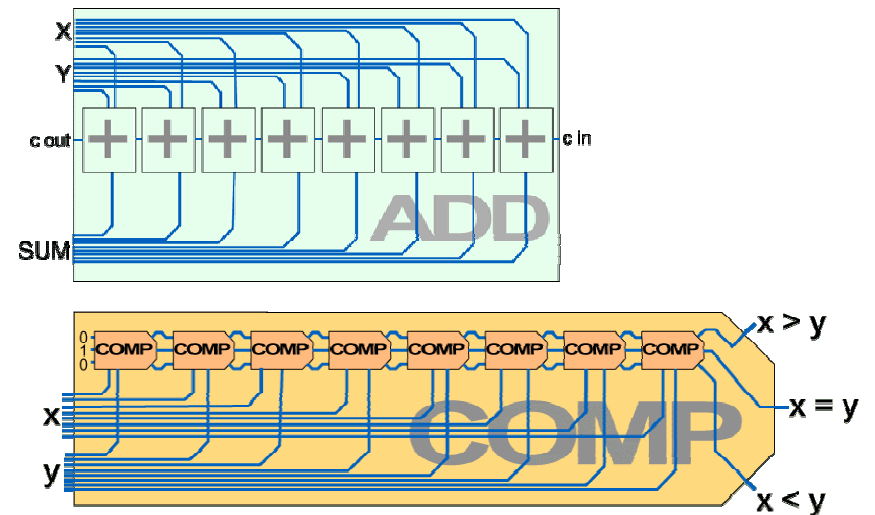 X
Y
c out
+ + + + + + + +
c in
ADD
SUM
0
1
0
COMP COMP COMP COMP COMP COMP COMP COMP
x > y
x
COMP
x = y
y
x < y